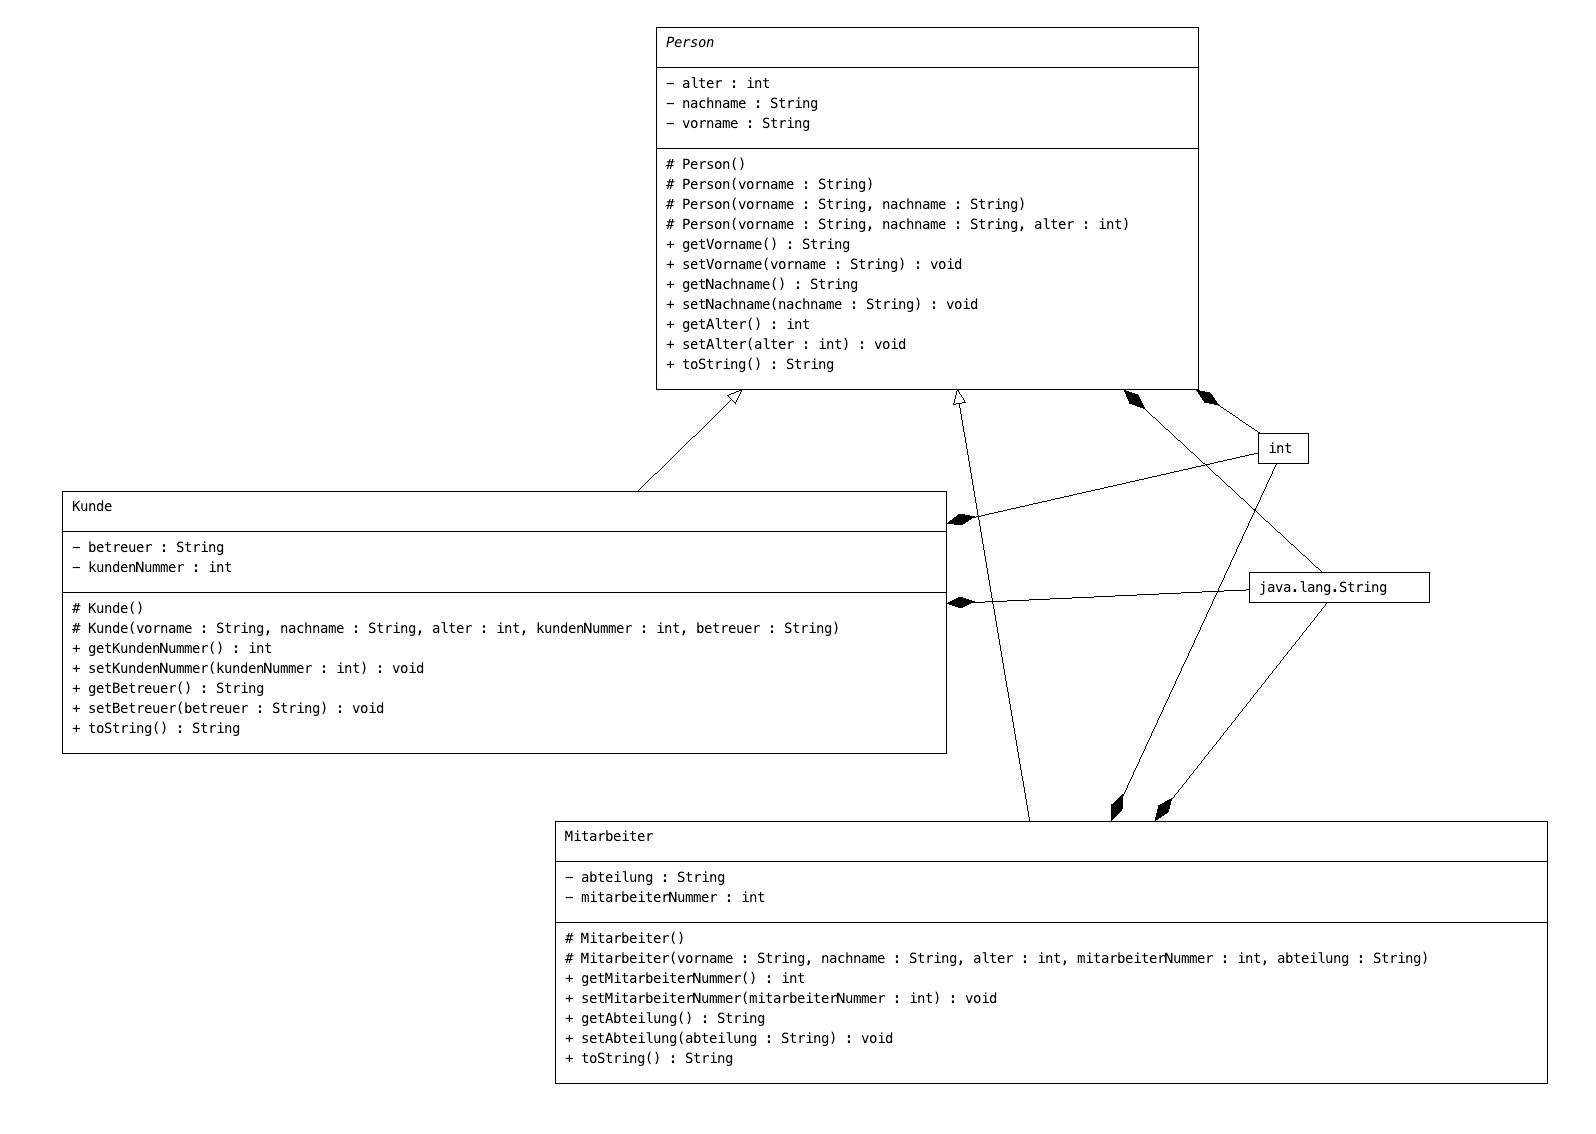 Person
− alter : int
− nachname : String
− vorname : String
# Person()
# Person(vorname : String)
# Person(vorname : String, nachname : String)
# Person(vorname : String, nachname : String, alter : int)
+ getVorname() : String
+ setVorname(vorname : String) : void
+ getNachname() : String
+ setNachname(nachname : String) : void
+ getAlter() : int
+ setAlter(alter : int) : void
+ toString() : String
int
Kunde
− betreuer : String
− kundenNummer : int
# Kunde()
# Kunde(vorname : String, nachname : String, alter : int, kundenNummer : int, betreuer : String)
+ getKundenNummer() : int
+ setKundenNummer(kundenNummer : int) : void
+ getBetreuer() : String
+ setBetreuer(betreuer : String) : void
+ toString() : String
java.lang.String
Mitarbeiter
− abteilung : String
− mitarbeiterNummer : int
# Mitarbeiter()
# Mitarbeiter(vorname : String, nachname : String, alter : int, mitarbeiterNummer : int, abteilung : String)
+ getMitarbeiterNummer() : int
+ setMitarbeiterNummer(mitarbeiterNummer : int) : void
+ getAbteilung() : String
+ setAbteilung(abteilung : String) : void
+ toString() : String